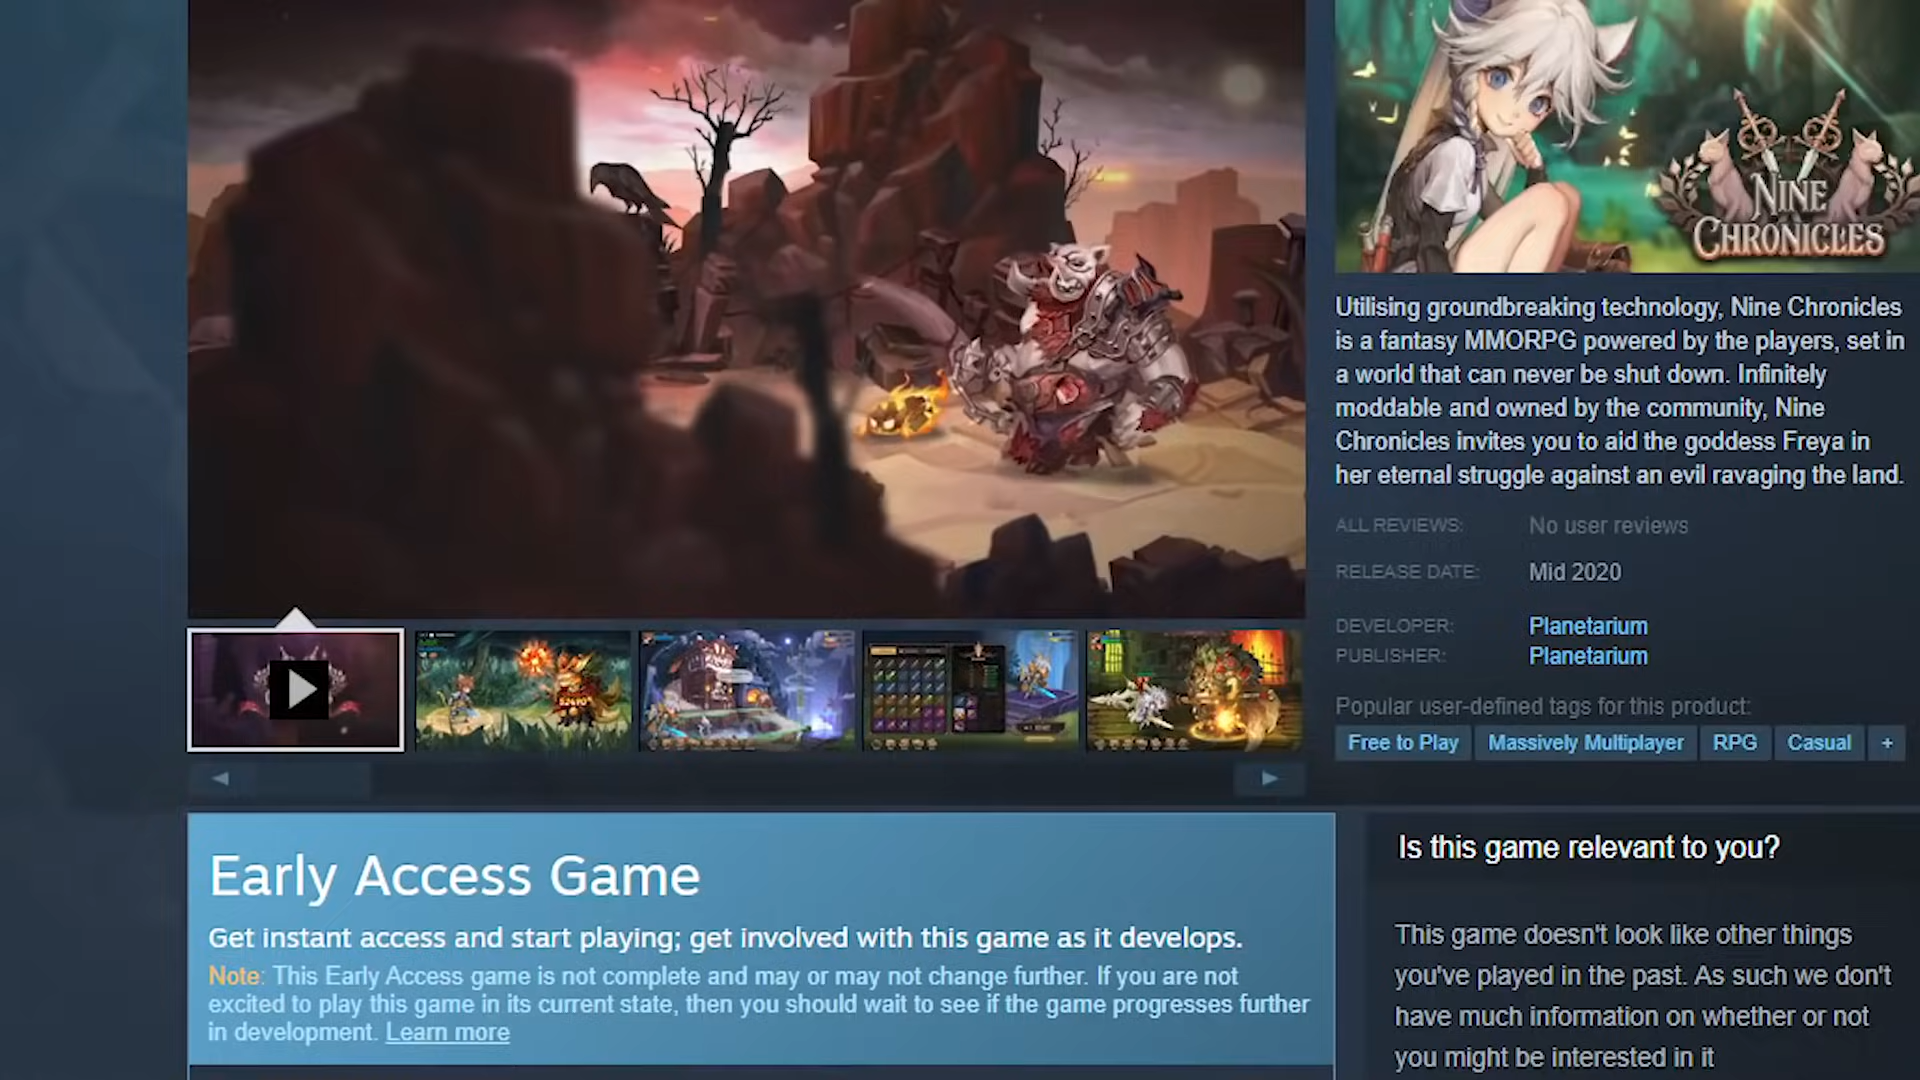 NINE
CHRONICLES
Utilising groundbreaking technology, Nine Chronicles
is a fantasy MMORPG powered by the players, set in
a world that can never be shut down. Infinitely
moddable and owned by the community, Nine
Chronicles invites you to aid the goddess Freya in
her eternal struggle against an evil ravaging the land.
ALL REVIEWS: No user reviews
RELEASE DATE: Mid 2020
DEVELOPER: Planetarium
PUBLISHER: Planetarium
Popular user-defined tags for this product:
Free to Play Massively Multiplayer RPG Casual +
Early Access Game
Get instant access and start playing; get involved with this game as it develops.
Note: This Early Access game is not complete and may or may not change further. If you are not
excited to play this game in its current state, then you should wait to see if the game progresses further
in development. Learn more
Is this game relevant to you?
This game doesn't look like other things
you've played in the past. As such we don't
have much information on whether or not
you might be interested in it